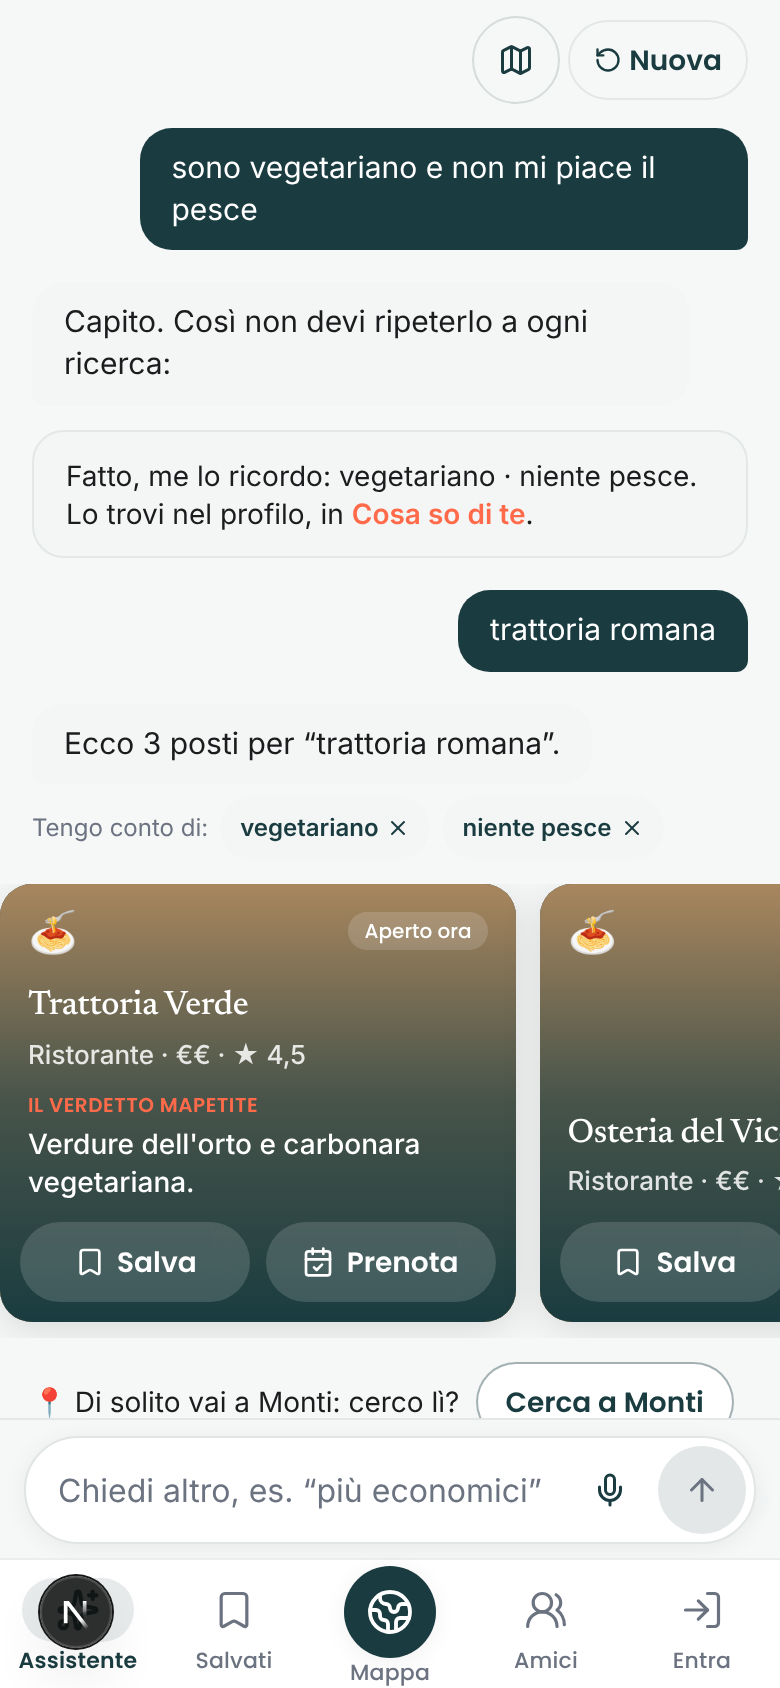 Nuova
sono vegetariano e non mi piace il
pesce
Capito. Così non devi ripeterlo a ogni
ricerca:
Fatto, me lo ricordo: vegetariano · niente pesce.
Lo trovi nel profilo, in Cosa so di te.
trattoria romana
Ecco 3 posti per “trattoria romana”.
Tengo conto di: vegetariano × niente pesce ×
Aperto ora
Trattoria Verde
Ristorante · €€ · ★ 4,5
IL VERDETTO MAPETITE
Verdure dell'orto e carbonara
vegetariana.
Salva Prenota
Osteria del Vic
Ristorante · €€ ·
Salva
Di solito vai a Monti: cerco lì? Cerca a Monti
Chiedi altro, es. “più economici”
N
Assistente Salvati Mappa Amici Entra